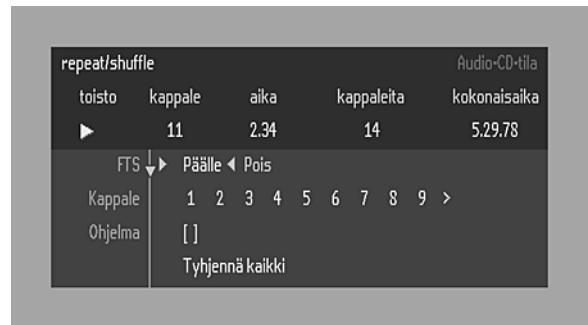 repeat/shuffle Audio-CD-tila
toisto kappale aika kappaleita kokonaisaika
11 2.34 14 5.29.78
FTS Päälle Pois
Kappale 1 2 3 4 5 6 7 8 9 >
Ohjelma [ ]
Tyhjennä kaikki